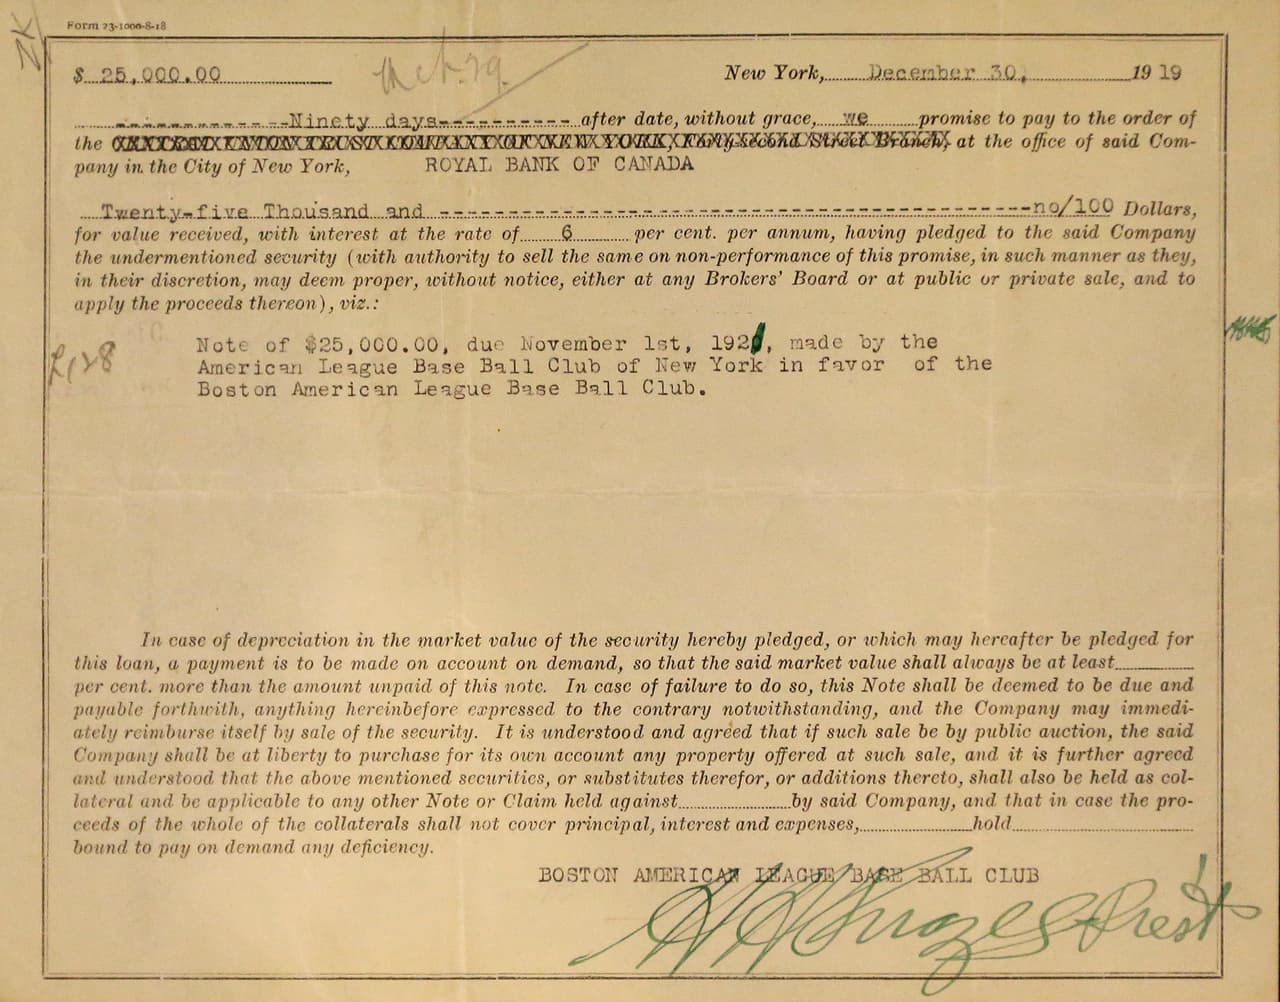 Form 23-1000-8-18
$ 25,000.00 New York, December 30, 1919
Ninety days after date, without grace, we promise to pay to the order of
the at the office of said Com-
pany in the City of New York, ROYAL BANK OF CANADA
Twenty-five Thousand and ---no/100 Dollars,
for value received, with interest at the rate of 6 per cent. per annum, having pledged to the said Company
the undermentioned security (with authority to sell the same on non-performance of this promise, in such manner as they,
in their discretion, may deem proper, without notice, either at any Brokers' Board or at public or private sale, and to
apply the proceeds thereon), viz.:
Note of $25,000.00, due November 1st, 192 , made by the
American League Base Ball Club of New York in favor of the
Boston American League Base Ball Club.
In case of depreciation in the market value of the security hereby pledged, or which may hereafter be pledged for
this loan, a payment is to be made on account on demand, so that the said market value shall always be at least
per cent. more than the amount unpaid of this note. In case of failure to do so, this Note shall be deemed to be due and
payable forthwith, anything hereinbefore expressed to the contrary notwithstanding, and the Company may immedi-
ately reimburse itself by sale of the security. It is understood and agreed that if such sale be by public auction, the said
Company shall be at liberty to purchase for its own account any property offered at such sale, and it is further agreed
and understood that the above mentioned securities, or substitutes therefor, or additions thereto, shall also be held as col-
lateral and be applicable to any other Note or Claim held against by said Company, and that in case the pro-
ceeds of the whole of the collaterals shall not cover principal, interest and expenses, hold
bound to pay on demand any deficiency.
BOSTON AMERICAN LEAGUE BASE BALL CLUB
H H Frazee Prest